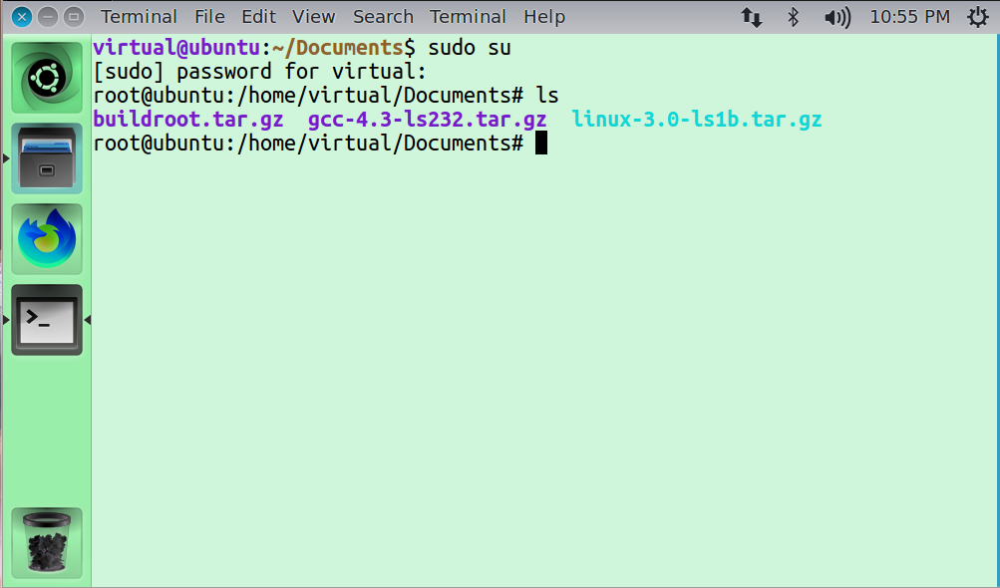 Terminal File Edit View Search Terminal Help 10:55 PM
virtual@ubuntu:~/Documents$ sudo su
[sudo] password for virtual:
root@ubuntu:/home/virtual/Documents# ls
buildroot.tar.gz gcc-4.3-ls232.tar.gz linux-3.0-ls1b.tar.gz
root@ubuntu:/home/virtual/Documents#
>_